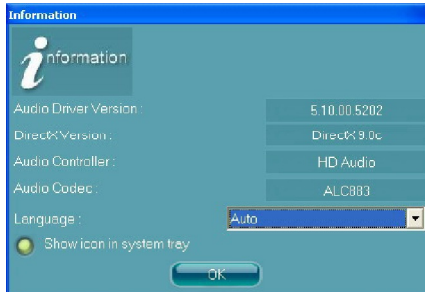 Information
information
Audio Driver Version : 5.10.00.5202
DirectX Version : DirectX 9.0c
Audio Controller : HD Audio
Audio Codec : ALC883
Language : Auto
Show icon in system tray
OK